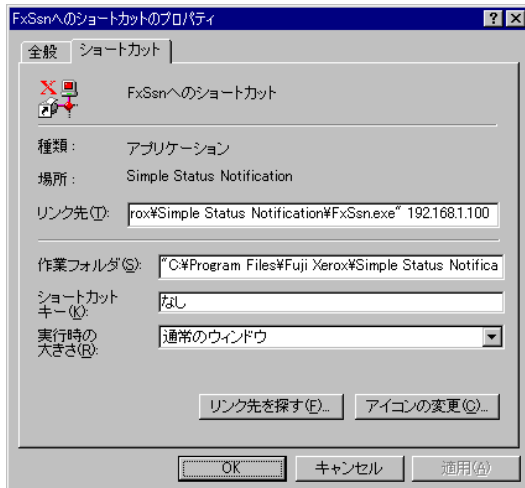 FxSsnへのショートカットのプロパティ
全般 ショートカット
FxSsnへのショートカット
種類: アプリケーション
場所: Simple Status Notification
リンク先(T): rox¥Simple Status Notification¥FxSsn.exe" 192.168.1.100
作業フォルダ(S): "C:¥Program Files¥Fuji Xerox¥Simple Status Notifica
ショートカット
キー(K): なし
実行時の
大きさ(R): 通常のウィンドウ
リンク先を探す(F)... アイコンの変更(C)...
OK キャンセル 適用(A)